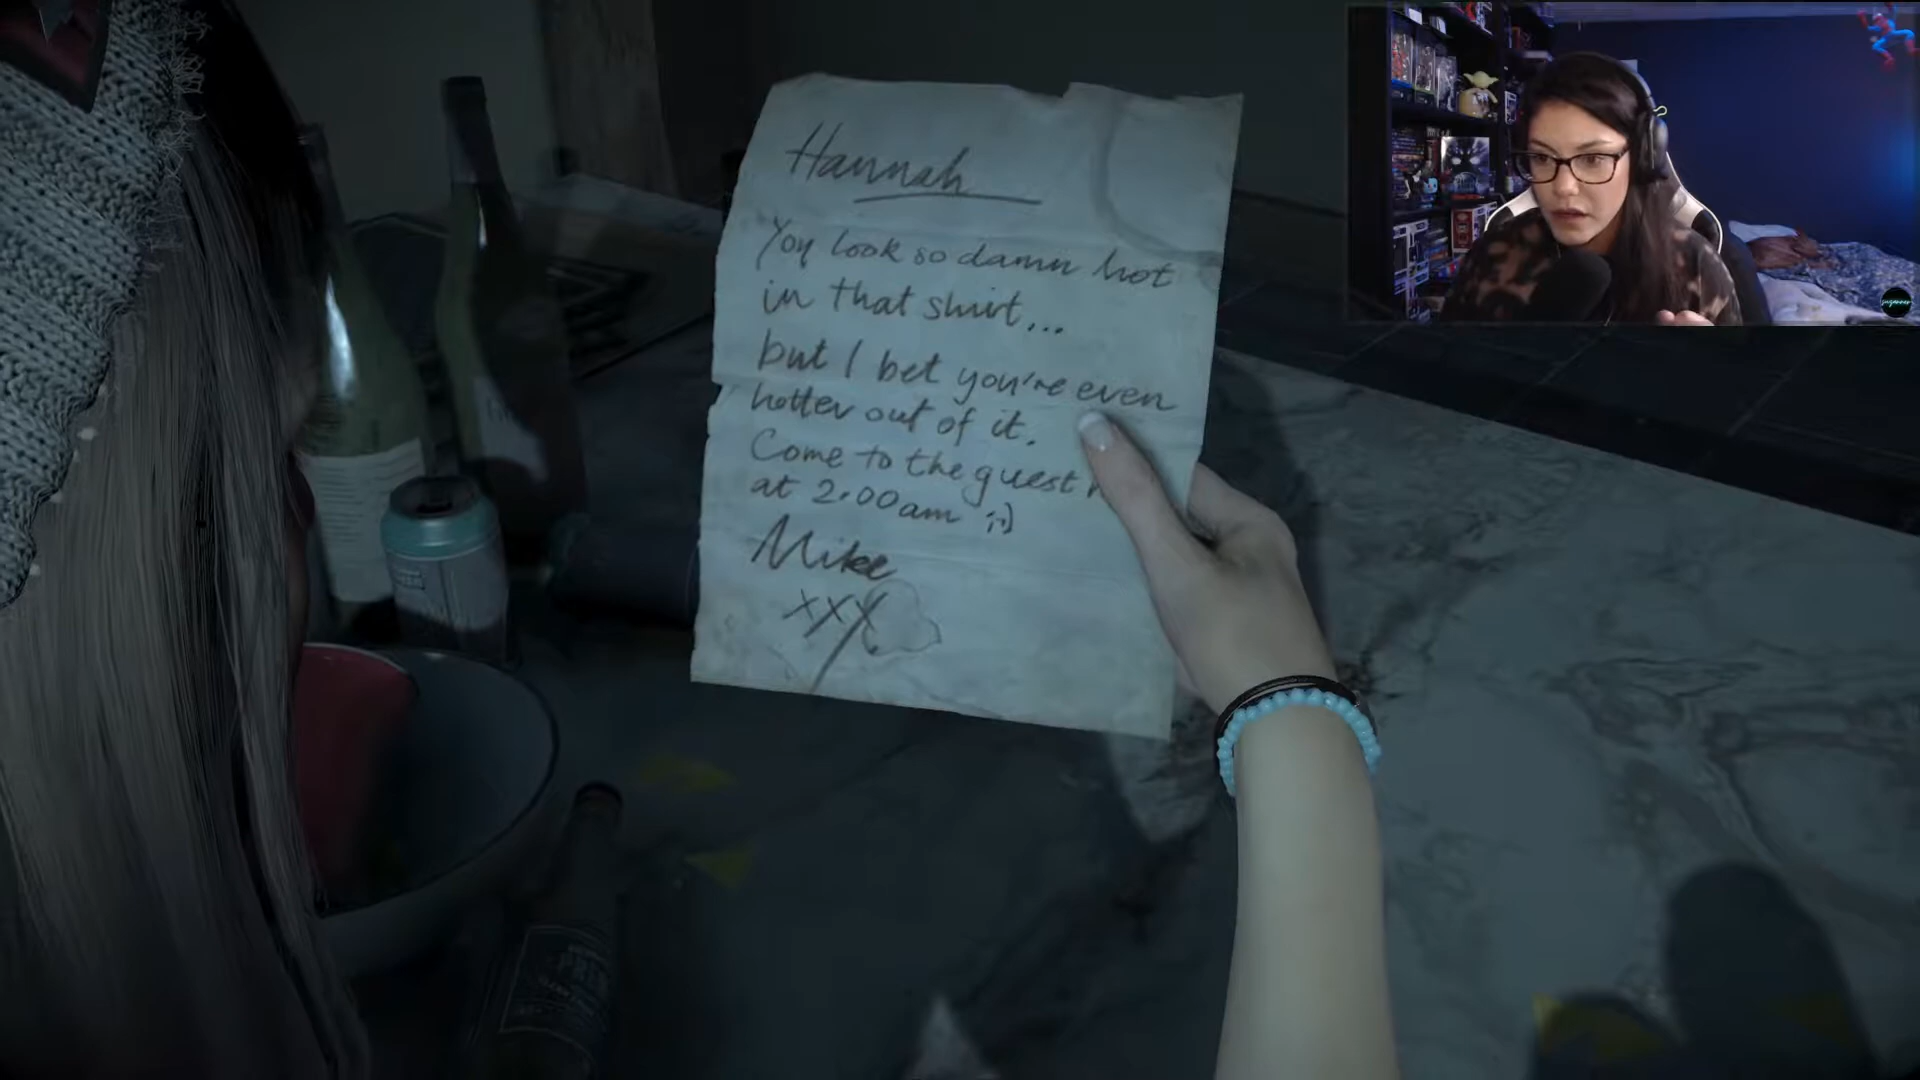 Hannah
You look so damn hot
in that shirt...
but I bet you're even
hotter out of it.
Come to the guest
at 2.00am ;)
Mike
xxx